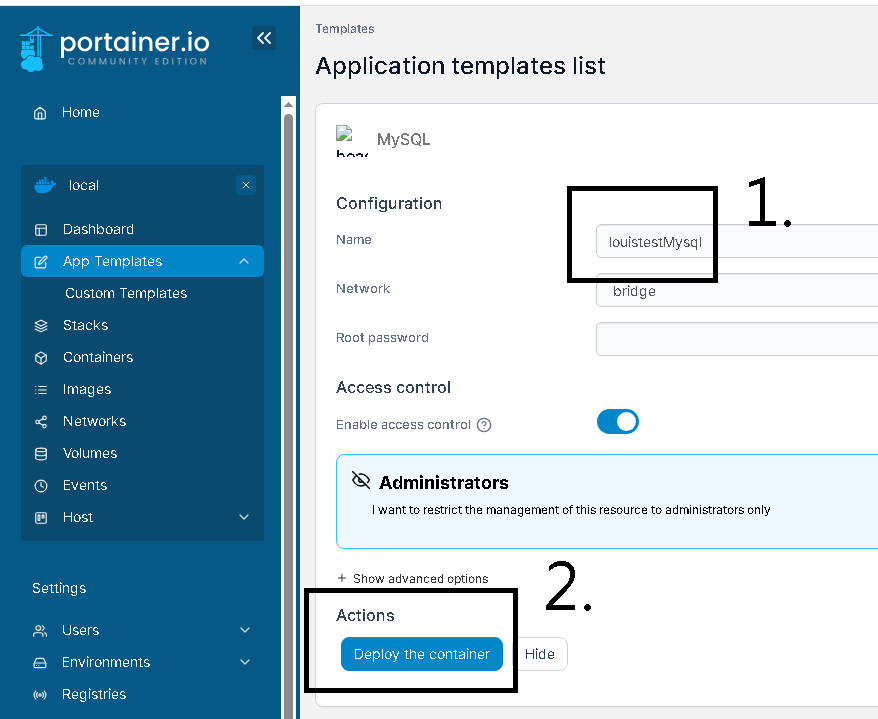 portainer.io
COMMUNITY EDITION
Home
local
Dashboard
App Templates
Custom Templates
Stacks
Containers
Images
Networks
Volumes
Events
Host
Settings
Users
Environments
Registries
Templates
Application templates list
MySQL
Configuration
1.
Name
louistestMysql
Network
bridge
Root password
Access control
Enable access control
Administrators
I want to restrict the management of this resource to administrators only
+ Show advanced options
2.
Actions
Deploy the container
Hide